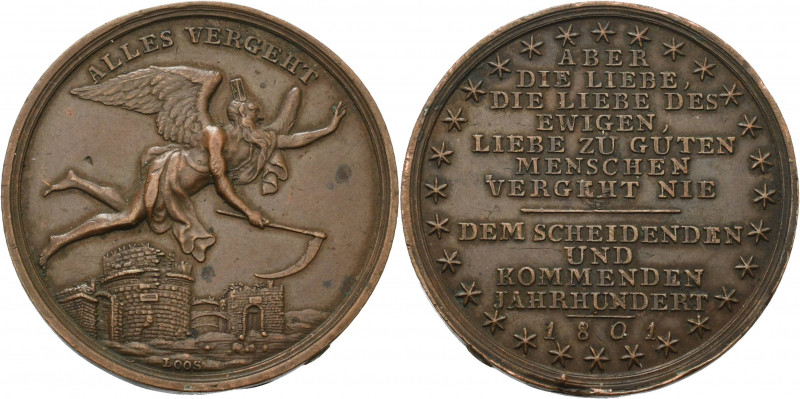 ALLES VERGEHT
LOOS
ABER
DIE LIEBE,
DIE LIEBE DES
EWIGEN,
LIEBE ZU GUTEN
MENSCHEN
VERGEHT NIE
DEM SCHEIDENDEN
UND
KOMMENDEN
JAHRHUNDERT
1801